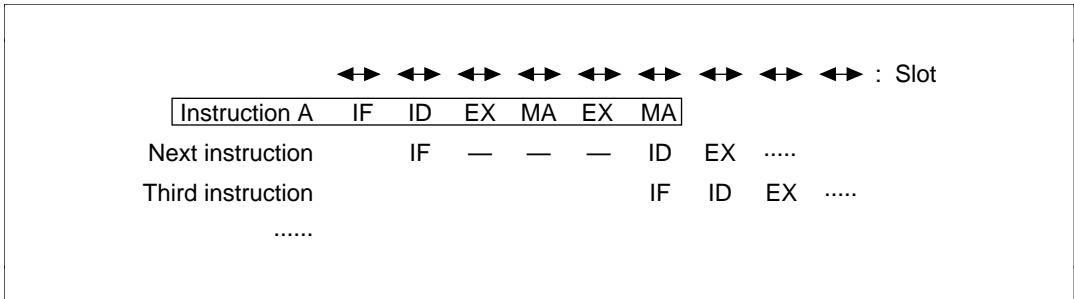 : Slot
Instruction A IF ID EX MA EX MA
Next instruction IF — — — ID EX .....
Third instruction IF ID EX .....
......